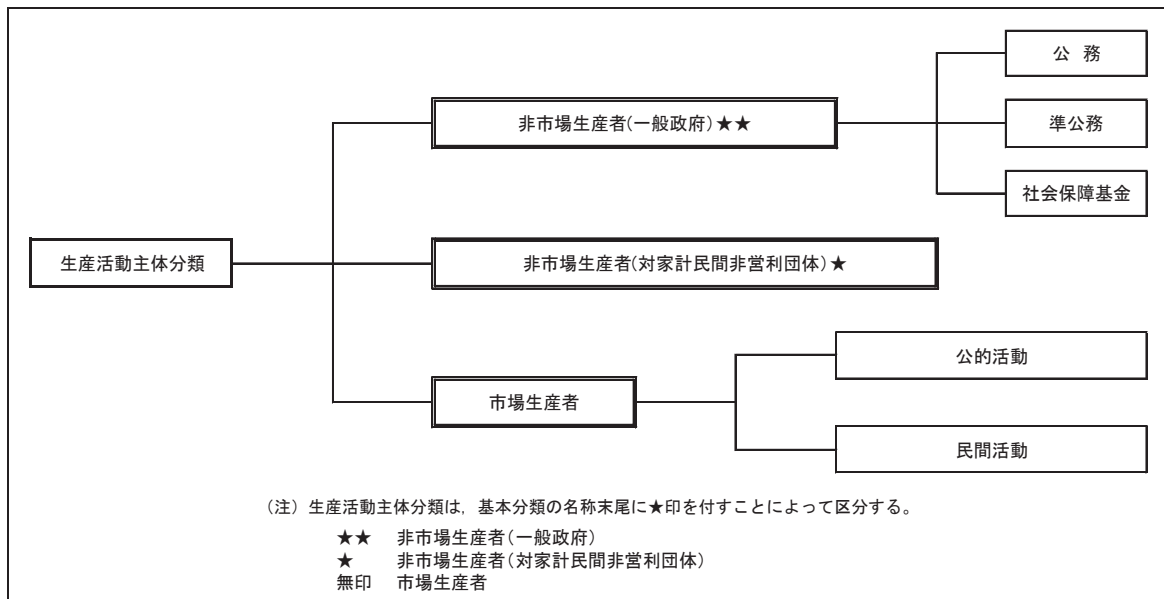 公 務
非市場生産者(一般政府)★★
準公務
社会保障基金
生産活動主体分類
非市場生産者(対家計民間非営利団体)★
公的活動
市場生産者
民間活動
(注) 生産活動主体分類は, 基本分類の名称末尾に★印を付すことによって区分する。
★★ 非市場生産者(一般政府)
★ 非市場生産者(対家計民間非営利団体)
無印 市場生産者